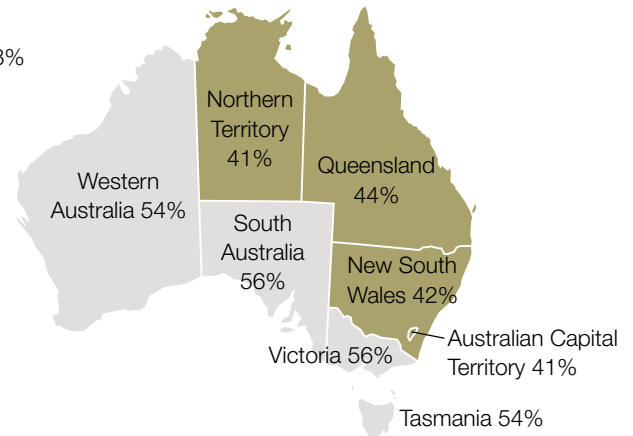 Northern
Territory
41%
Queensland
44%
Western
Australia 54%
South
Australia
56%
New South
Wales 42%
Australian Capital
Territory 41%
Victoria 56%
Tasmania 54%